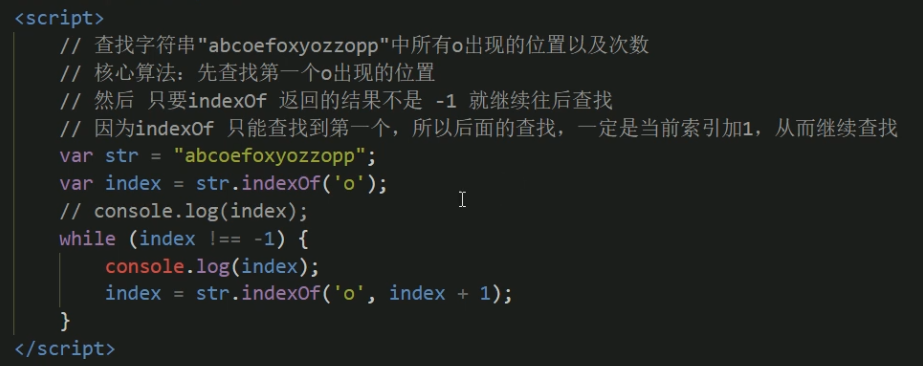 <script>
// 查找字符串"abcoefoxyozzopp"中所有o出现的位置以及次数
// 核心算法：先查找第一个o出现的位置
// 然后 只要indexOf 返回的结果不是 -1 就继续往后查找
// 因为indexOf 只能查找到第一个，所以后面的查找，一定是当前索引加1，从而继续查找
var str = "abcoefoxyozzopp";
var index = str.indexOf('o');
// console.log(index);
while (index !== -1) {
console.log(index);
index = str.indexOf('o', index + 1);
}
</script>